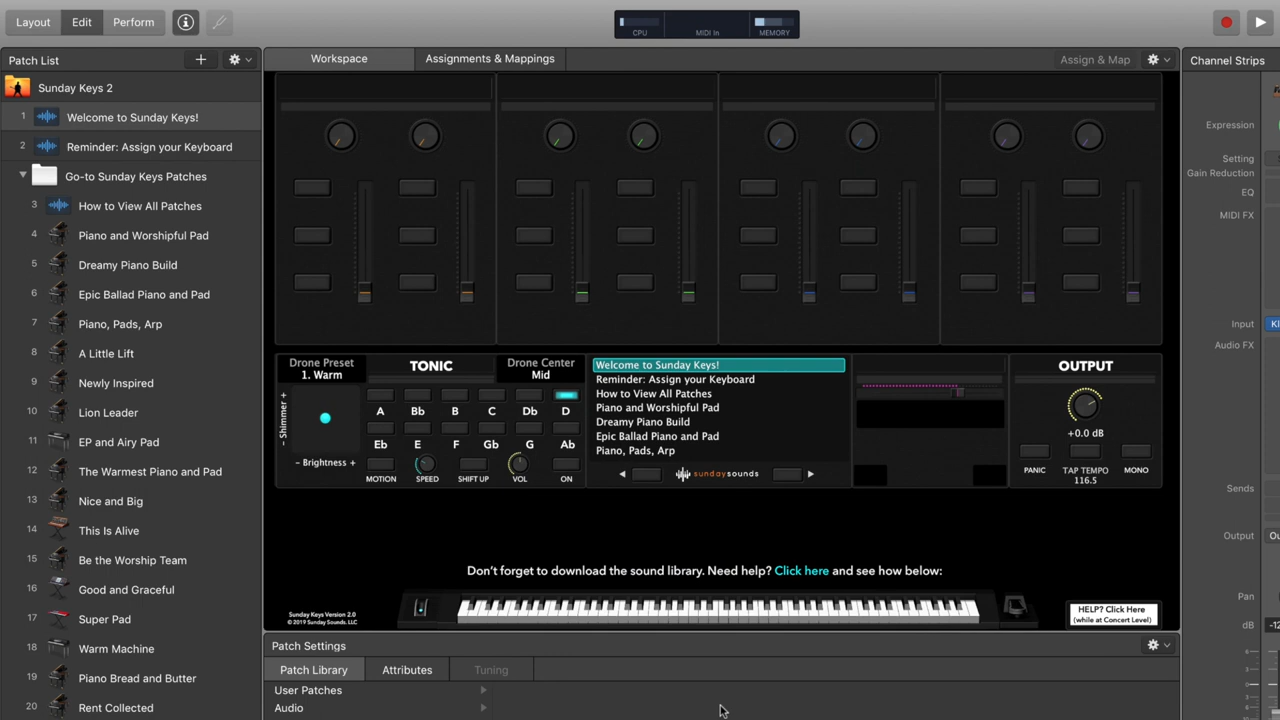 Layout Edit Perform
CPU MIDI In MEMORY
Patch List
Sunday Keys 2
1 Welcome to Sunday Keys!
2 Reminder: Assign your Keyboard
Go-to Sunday Keys Patches
3 How to View All Patches
4 Piano and Worshipful Pad
5 Dreamy Piano Build
6 Epic Ballad Piano and Pad
7 Piano, Pads, Arp
8 A Little Lift
9 Newly Inspired
10 Lion Leader
11 EP and Airy Pad
12 The Warmest Piano and Pad
13 Nice and Big
14 This Is Alive
15 Be the Worship Team
16 Good and Graceful
17 Super Pad
18 Warm Machine
19 Piano Bread and Butter
20 Rent Collected
Workspace Assignments & Mappings Assign & Map
Drone Preset
1. Warm
TONIC
Drone Center
Mid
Shimmer +
- Brightness +
A Bb B C Db D
Eb E F Gb G Ab
MOTION SPEED SHIFT UP VOL ON
Welcome to Sunday Keys!
Reminder: Assign your Keyboard
How to View All Patches
Piano and Worshipful Pad
Dreamy Piano Build
Epic Ballad Piano and Pad
Piano, Pads, Arp
sundaysounds
OUTPUT
+0.0 dB
PANIC TAP TEMPO MONO
116.5
Don't forget to download the sound library. Need help? Click here and see how below:
Sunday Keys Version 2.0
© 2019 Sunday Sounds, LLC
HELP? Click Here
(while at Concert Level)
Patch Settings
Patch Library Attributes Tuning
User Patches
Audio
Channel Strips
Expression
Setting
Gain Reduction
EQ
MIDI FX
Input
Audio FX
Sends
Output
Pan
dB